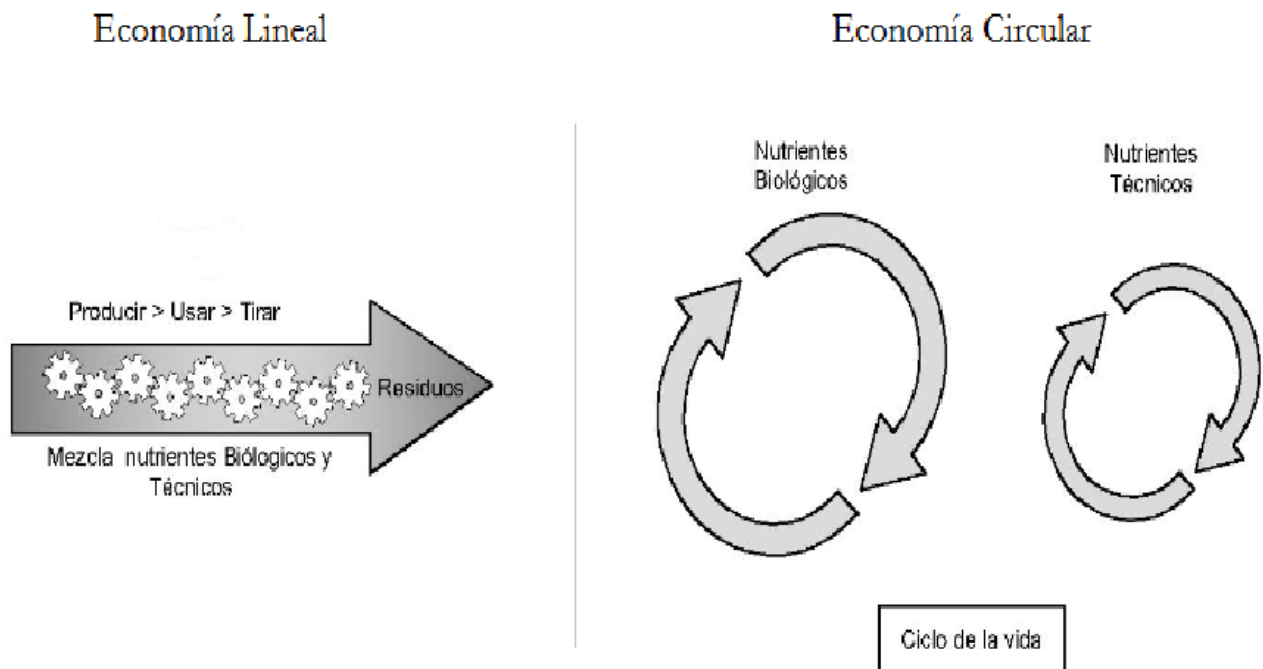 Economía Lineal
Economía Circular
Producir > Usar > Tirar
Residuos
Mezcla nutrientes Biólogicos y
Técnicos
Nutrientes
Biológicos
Nutrientes
Técnicos
Ciclo de la vida